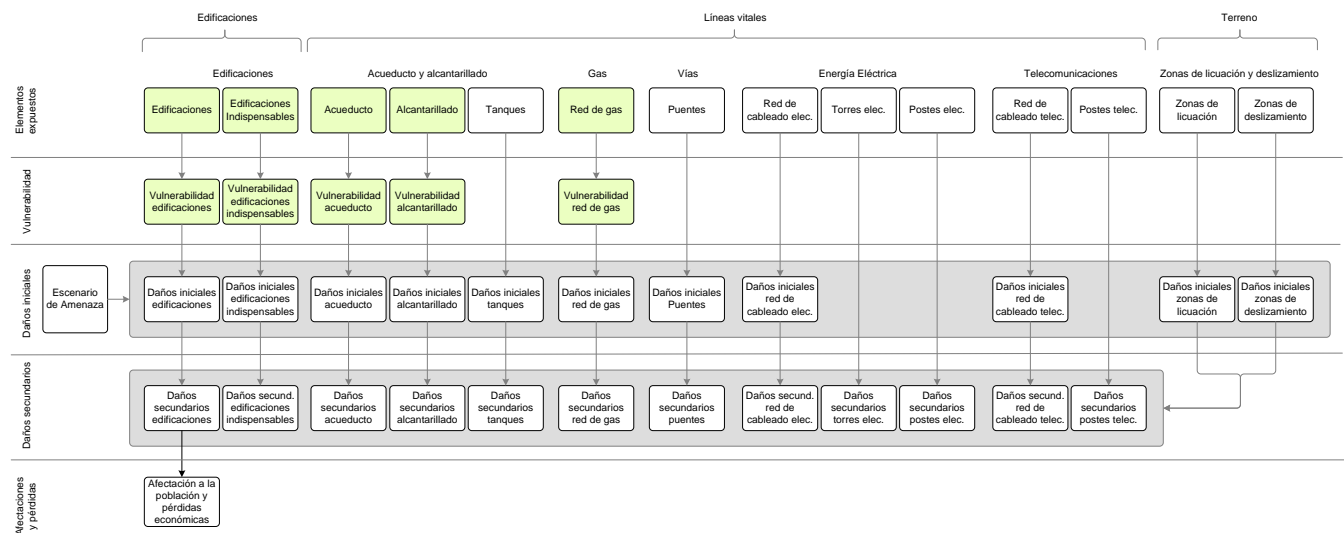 Edificaciones
Líneas vitales
Terreno
Edificaciones
Acueducto y alcantarillado
Gas
Vías
Energía Eléctrica
Telecomunicaciones
Zonas de licuación y deslizamiento
Elementos
expuestos
Edificaciones
Edificaciones
Indispensables
Acueducto
Alcantarillado
Tanques
Red de gas
Puentes
Red de
cableado elec.
Torres elec.
Postes elec.
Red de
cableado telec.
Postes telec.
Zonas de
licuación
Zonas de
deslizamiento
Vulnerabilidad
Vulnerabilidad
edificaciones
Vulnerabilidad
edificaciones
indispensables
Vulnerabilidad
acueducto
Vulnerabilidad
alcantarillado
Vulnerabilidad
red de gas
Daños iniciales
Escenario
de Amenaza
Daños iniciales
edificaciones
Daños iniciales
edificaciones
indispensables
Daños iniciales
acueducto
Daños iniciales
alcantarillado
Daños iniciales
tanques
Daños iniciales
red de gas
Daños iniciales
Puentes
Daños iniciales
red de
cableado elec.
Daños iniciales
red de
cableado telec.
Daños iniciales
zonas de
licuación
Daños iniciales
zonas de
deslizamiento
Daños secundarios
Daños
secundarios
edificaciones
Daños secund.
edificaciones
indispensables
Daños
secundarios
acueducto
Daños
secundarios
alcantarillado
Daños
secundarios
tanques
Daños
secundarios
red de gas
Daños
secundarios
puentes
Daños secund.
red de
cableado elec.
Daños
secundarios
torres elec.
Daños
secundarios
postes elec.
Daños secund.
red de
cableado telec.
Daños
secundarios
postes telec.
Afectaciones
y pérdidas
Afectación a la
población y
pérdidas
económicas